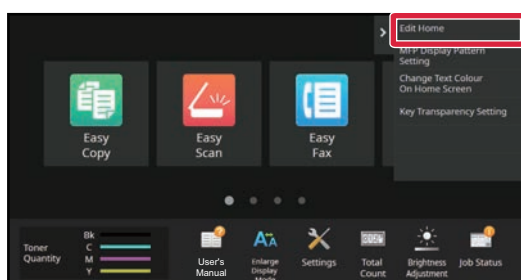 Edit Home
MFP Display Pattern
Setting
Change Text Colour
On Home Screen
Key Transparency Setting
Easy
Copy
Easy
Scan
Easy
Fax
Toner
Quantity
Bk
C
M
Y
User's
Manual
Enlarge
Display
Mode
Settings
Total
Count
Brightness
Adjustment
Job Status